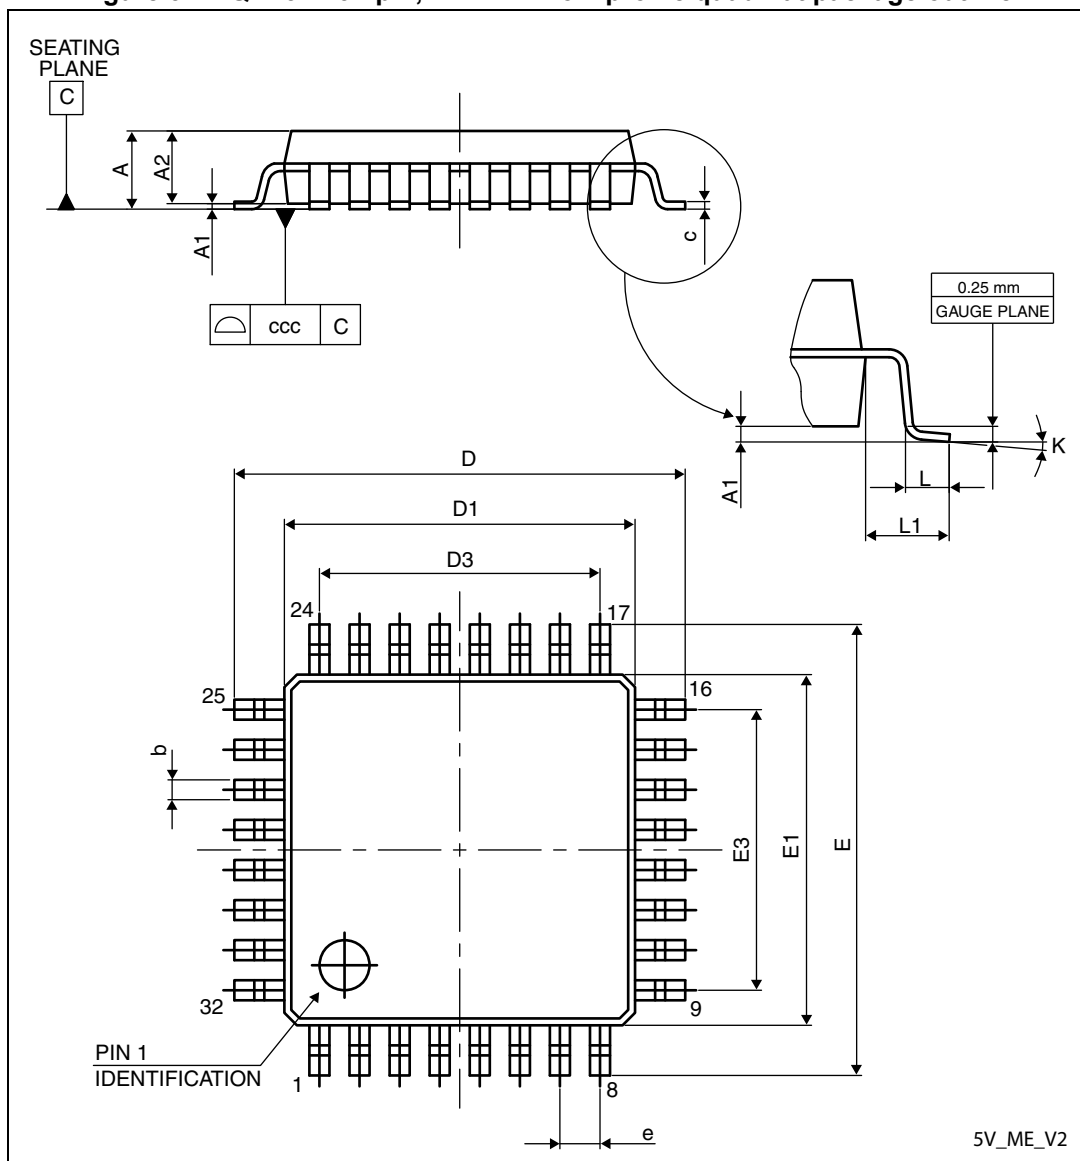 SEATING
PLANE
C
A
A2
A1
c
ccc C
0.25 mm
GAUGE PLANE
K
A1
L
L1
D
D1
D3
24
17
25
16
b
E3
E1
E
32
9
PIN 1
IDENTIFICATION
1
8
e
5V_ME_V2